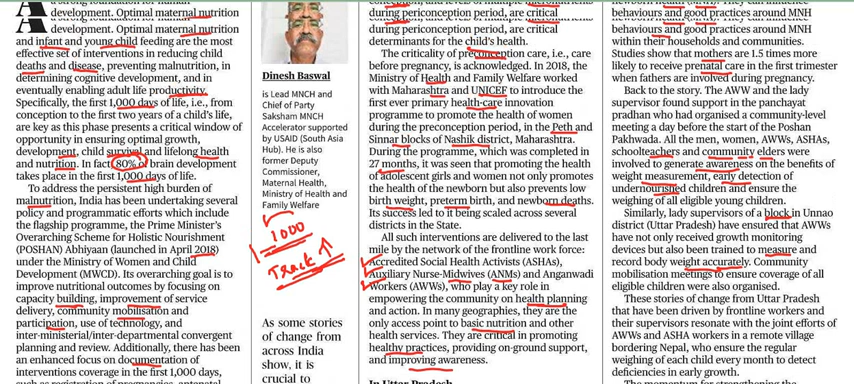 A strong foundation for human
development. Optimal maternal nutrition
development. Optimal maternal nutrition
and infant and young child feeding are the most
effective set of interventions in reducing child
deaths and disease, preventing malnutrition, in
determining cognitive development, and in
eventually enabling adult life productivity.
Specifically, the first 1,000 days of life, i.e., from
conception to the first two years of a child's life,
are key as this phase presents a critical window of
opportunity in ensuring optimal growth,
development, child survival and lifelong health
and nutrition. In fact 80% of brain development
takes place in the first 1,000 days of life.
To address the persistent high burden of
malnutrition, India has been undertaking several
policy and programmatic efforts which include
the flagship programme, the Prime Minister's
Overarching Scheme for Holistic Nourishment
(POSHAN) Abhiyaan (launched in April 2018)
under the Ministry of Women and Child
Development (MWCD). Its overarching goal is to
improve nutritional outcomes by focusing on
capacity building, improvement of service
delivery, community mobilisation and
participation, use of technology, and
inter-ministerial/inter-departmental convergent
planning and review. Additionally, there has been
an enhanced focus on documentation of
interventions coverage in the first 1,000 days,
such as registration of pregnancies, antenatal
Dinesh Baswal
is Lead MNCH and
Chief of Party
Saksham MNCH
Accelerator supported
by USAID (South Asia
Hub). He is also
former Deputy
Commissioner,
Maternal Health,
Ministry of Health and
Family Welfare
1000
Track
As some stories
of change from
across India
show, it is
crucial to
during periconception period, are critical
during periconception period, are critical
determinants for the child's health.
The criticality of preconception care, i.e., care
before pregnancy, is acknowledged. In 2018, the
Ministry of Health and Family Welfare worked
with Maharashtra and UNICEF to introduce the
first ever primary health-care innovation
programme to promote the health of women
during the preconception period, in the Peth and
Sinnar blocks of Nashik district, Maharashtra.
During the programme, which was completed in
27 months, it was seen that promoting the health
of adolescent girls and women not only promotes
the health of the newborn but also prevents low
birth weight, preterm birth, and newborn deaths.
Its success led to it being scaled across several
districts in the State.
All such interventions are delivered to the last
mile by the network of the frontline work force:
Accredited Social Health Activists (ASHAs),
Auxiliary Nurse-Midwives (ANMs) and Anganwadi
Workers (AWWs), who play a key role in
empowering the community on health planning
and action. In many geographies, they are the
only access point to basic nutrition and other
health services. They are critical in promoting
healthy practices, providing on-ground support,
and improving awareness.
In Uttar Pradesh
behaviours and good practices around MNH
behaviours and good practices around MNH
within their households and communities.
Studies show that mothers are 1.5 times more
likely to receive prenatal care in the first trimester
when fathers are involved during pregnancy.
Back to the story. The AWW and the lady
supervisor found support in the panchayat
pradhan who had organised a community-level
meeting a day before the start of the Poshan
Pakhwada. All the men, women, AWWs, ASHAs,
schoolteachers and community elders were
involved to generate awareness on the benefits of
weight measurement, early detection of
undernourished children and ensure the
weighing of all eligible young children.
Similarly, lady supervisors of a block in Unnao
district (Uttar Pradesh) have ensured that AWWs
have not only received growth monitoring
devices but also been trained to measure and
record body weight accurately. Community
mobilisation meetings to ensure coverage of all
eligible children were also organised.
These stories of change from Uttar Pradesh
that have been driven by frontline workers and
their supervisors resonate with the joint efforts of
AWWs and ASHA workers in a remote village
bordering Nepal, who ensure the regular
weighing of each child every month to detect
deficiencies in early growth.
The momentum for strengthening the